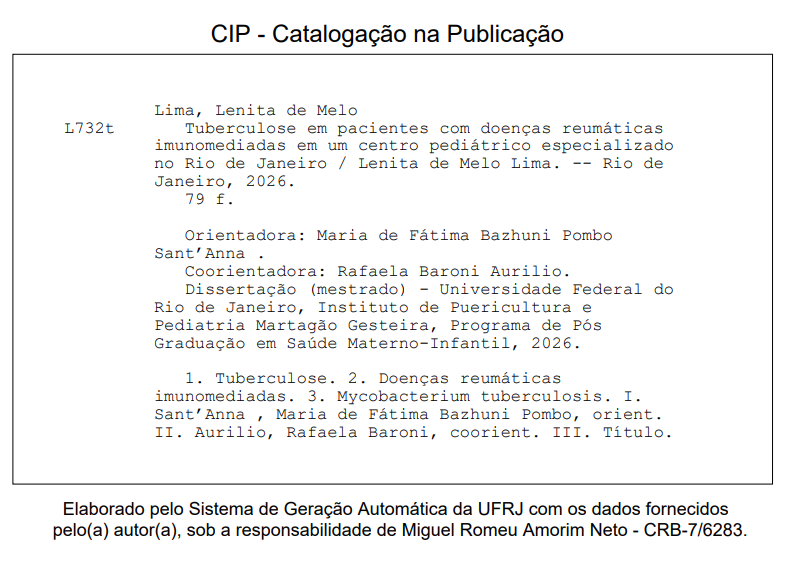 CIP - Catalogação na Publicação
Lima, Lenita de Melo
L732t Tuberculose em pacientes com doenças reumáticas
imunomediadas em um centro pediátrico especializado
no Rio de Janeiro / Lenita de Melo Lima. -- Rio de
Janeiro, 2026.
79 f.
Orientadora: Maria de Fátima Bazhuni Pombo
Sant’Anna .
Coorientadora: Rafaela Baroni Aurilio.
Dissertação (mestrado) - Universidade Federal do
Rio de Janeiro, Instituto de Puericultura e
Pediatria Martagão Gesteira, Programa de Pós
Graduação em Saúde Materno-Infantil, 2026.
1. Tuberculose. 2. Doenças reumáticas
imunomediadas. 3. Mycobacterium tuberculosis. I.
Sant’Anna , Maria de Fátima Bazhuni Pombo, orient.
II. Aurilio, Rafaela Baroni, coorient. III. Título.
Elaborado pelo Sistema de Geração Automática da UFRJ com os dados fornecidos
pelo(a) autor(a), sob a responsabilidade de Miguel Romeu Amorim Neto - CRB-7/6283.